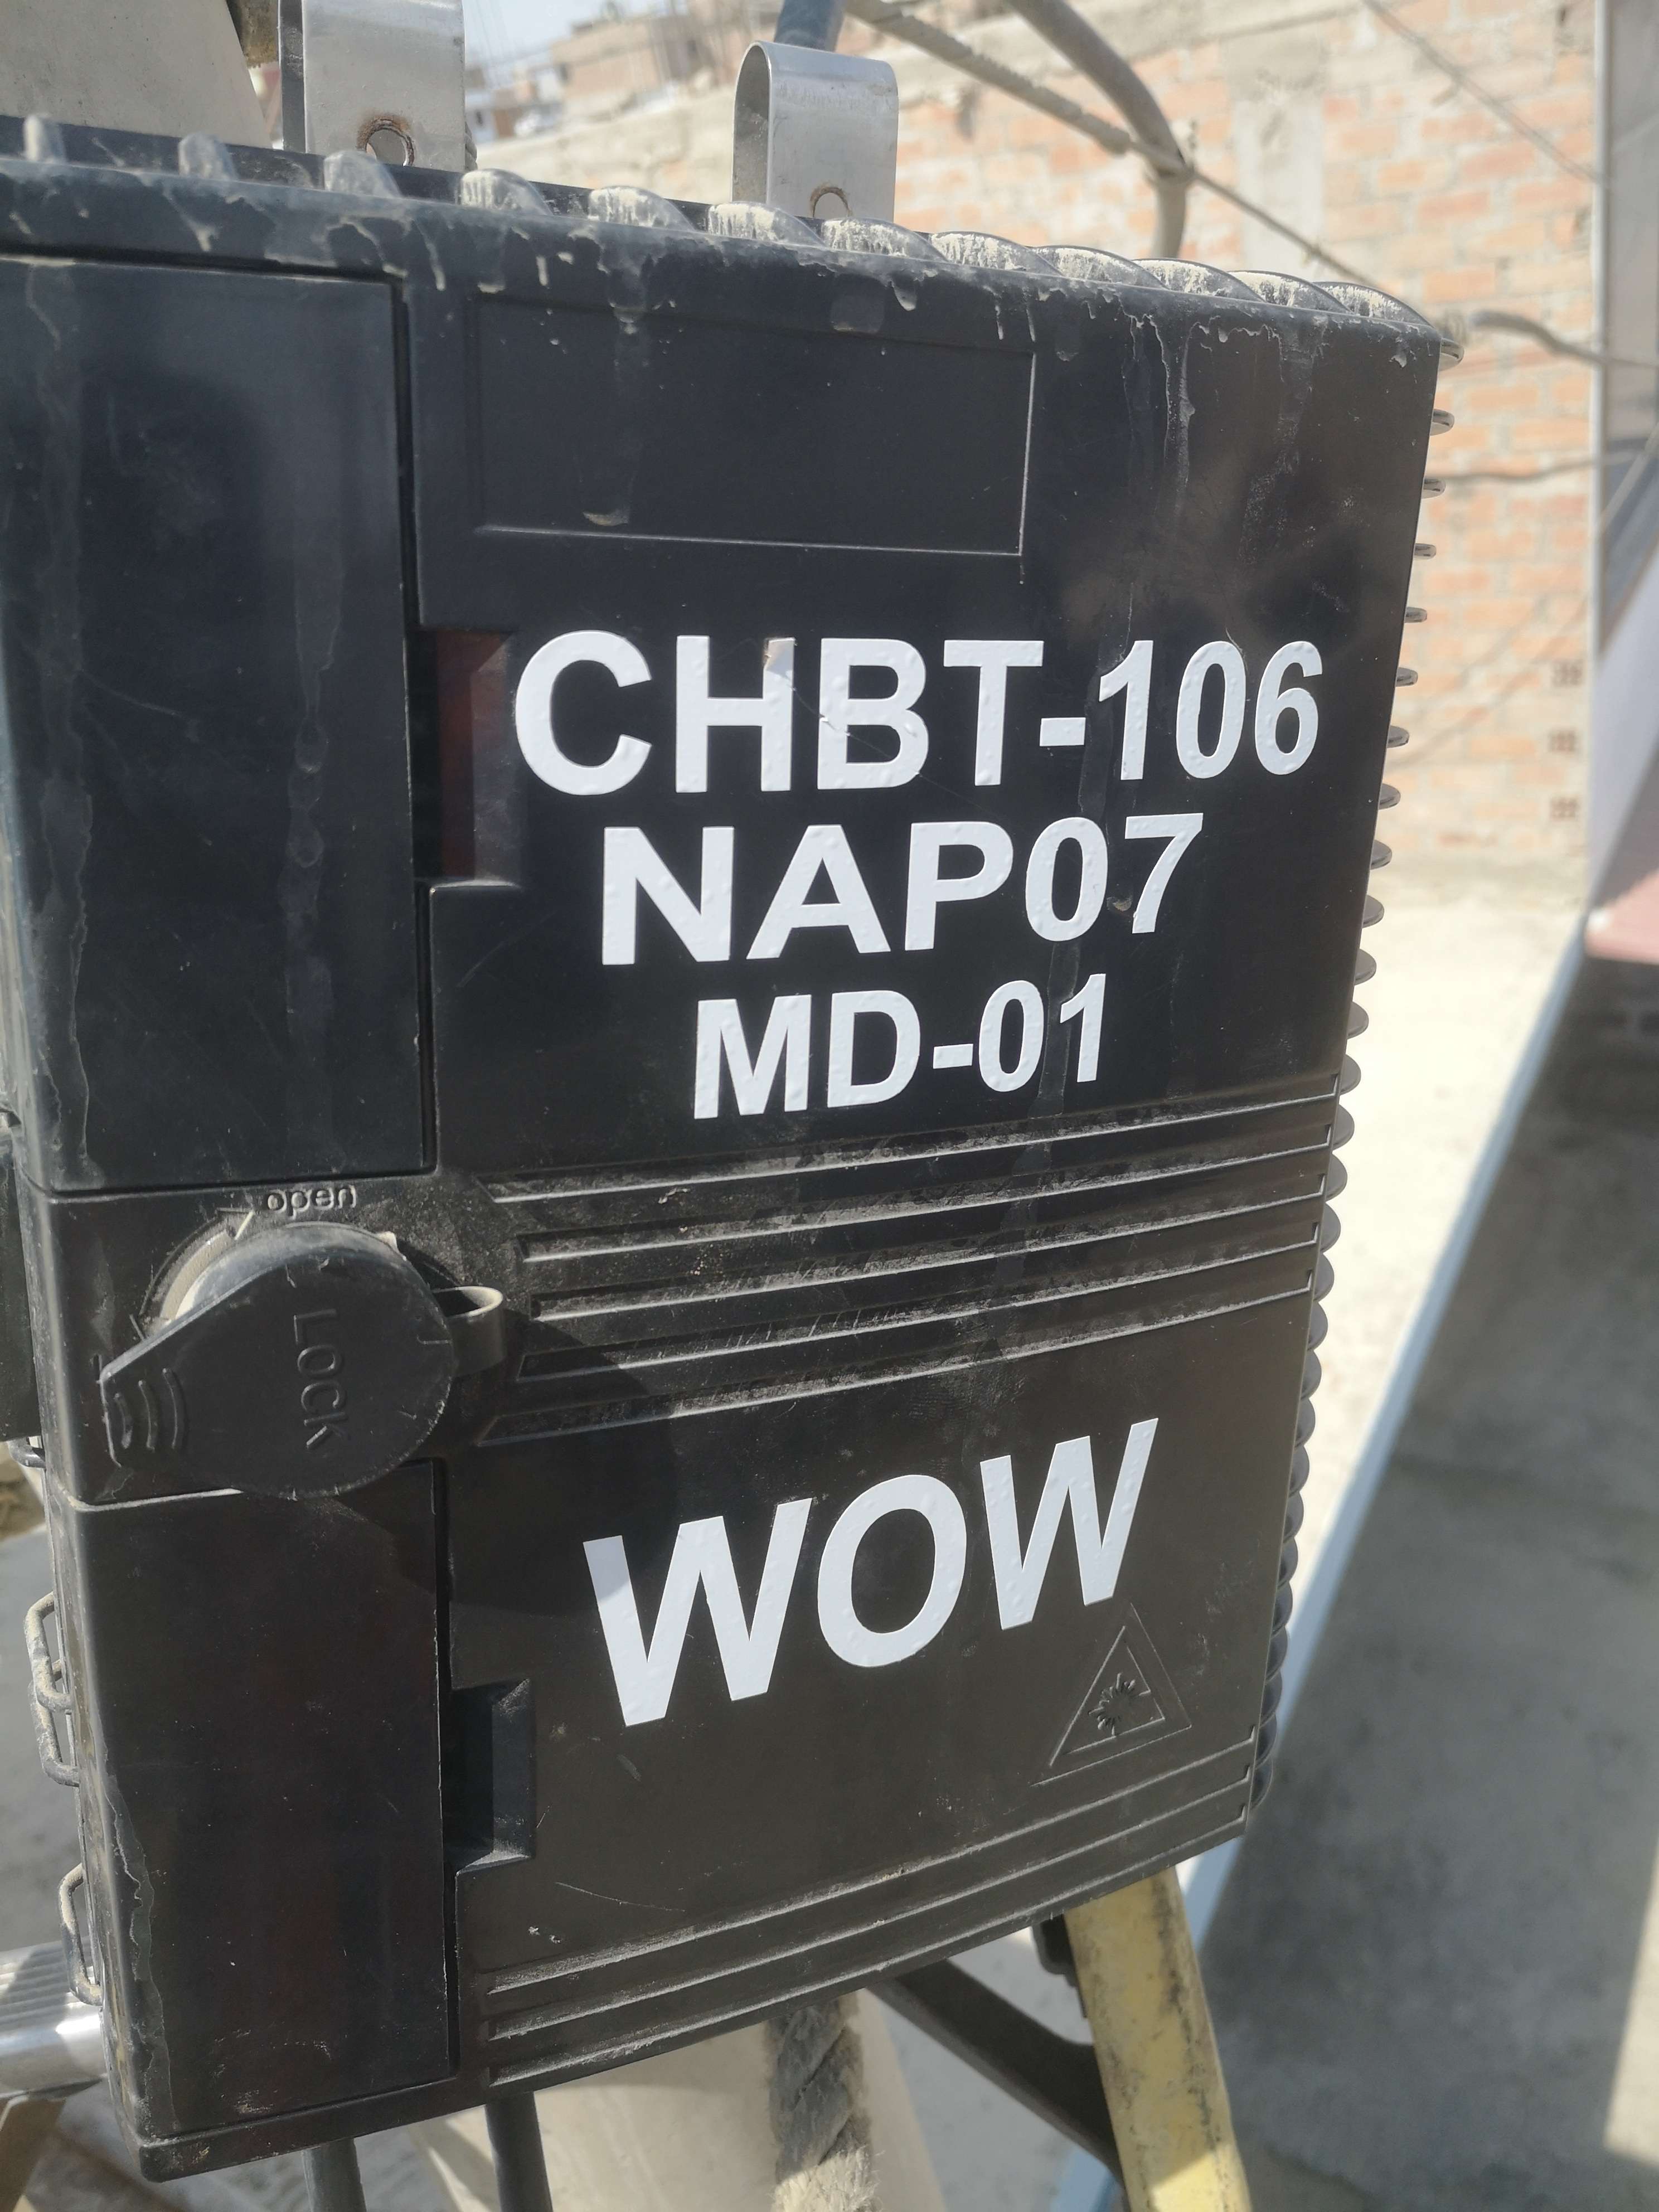 CHBT-106
NAP07
MD-01
open
LOCK
WOW